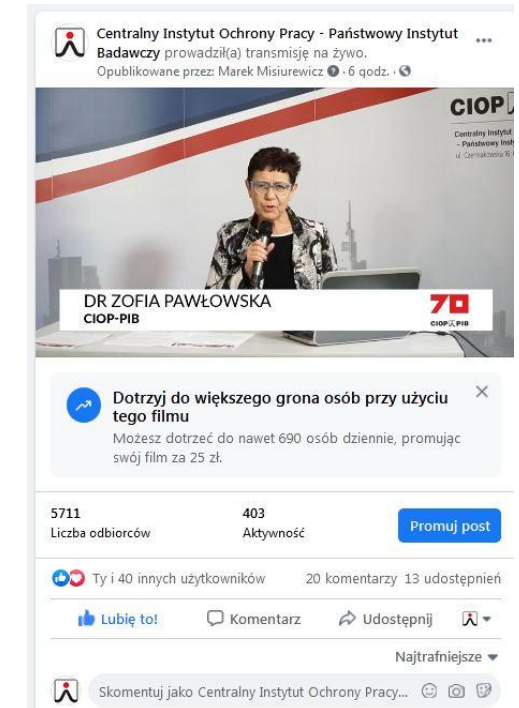 Centralny Instytut Ochrony Pracy - Państwowy Instytut
Badawczy prowadził(a) transmisję na żywo.
Opublikowane przez: Marek Misiurewicz · 6 godz. ·
CIOP
Centralny Instytut
- Państwowy
ul. Czerniakowska 16
DR ZOFIA PAWŁOWSKA
CIOP-PIB
70
CIOP PIB
Dotrzyj do większego grona osób przy użyciu
tego filmu
Możesz dotrzeć do nawet 690 osób dziennie, promując
swój film za 25 zł.
5711
Liczba odbiorców
403
Aktywność
Promuj post
Ty i 40 innych użytkowników
20 komentarzy 13 udostępnień
Lubię to!
Komentarz
Udostępnij
Najtrafniejsze
Skomentuj jako Centralny Instytut Ochrony Pracy...